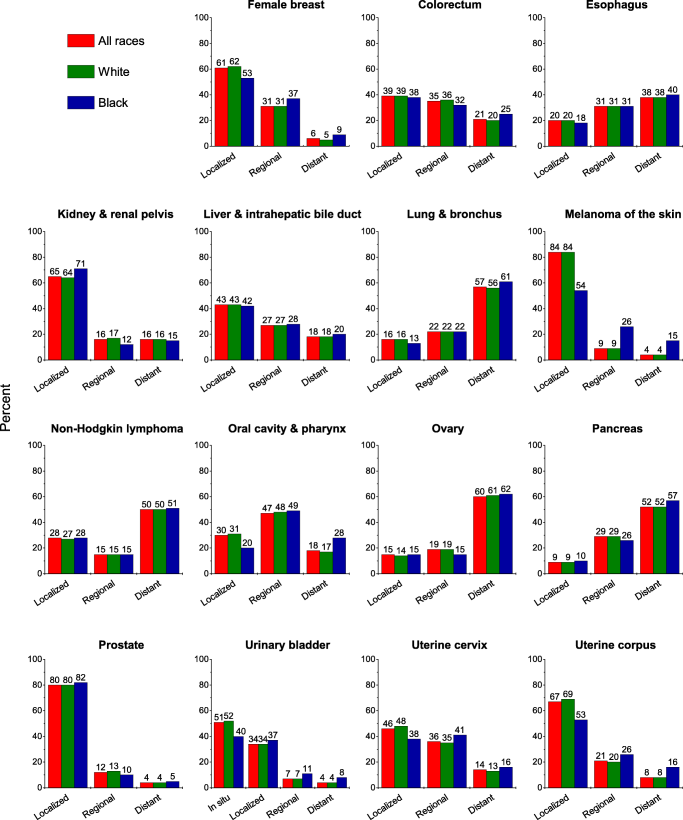 Female breast
Colorectum
Esophagus
All races
White
Black
100
80
60
40
20
0
61 62 53
31 31 37
6 5 9
Localized
Regional
Distant
100
80
60
40
20
0
39 39 38
35 36 32
21 20 25
Localized
Regional
Distant
100
80
60
40
20
0
20 20 18
31 31 31
38 38 40
Localized
Regional
Distant
Percent
Kidney & renal pelvis
Liver & intrahepatic bile duct
Lung & bronchus
Melanoma of the skin
100
80
60
40
20
0
65 64 71
16 17 12
16 16 15
Localized
Regional
Distant
100
80
60
40
20
0
43 43 42
27 27 28
18 18 20
Localized
Regional
Distant
100
80
60
40
20
0
16 16 13
22 22 22
57 56 61
Localized
Regional
Distant
100
80
60
40
20
0
84 84 54
9 9 26
4 4 15
Localized
Regional
Distant
Non-Hodgkin lymphoma
Oral cavity & pharynx
Ovary
Pancreas
100
80
60
40
20
0
28 27 28
15 15 15
50 50 51
Localized
Regional
Distant
100
80
60
40
20
0
30 31 20
47 48 49
18 17 28
Localized
Regional
Distant
100
80
60
40
20
0
15 14 15
19 19 15
60 61 62
Localized
Regional
Distant
100
80
60
40
20
0
9 9 10
29 29 26
52 52 57
Localized
Regional
Distant
Prostate
Urinary bladder
Uterine cervix
Uterine corpus
100
80
60
40
20
0
80 80 82
12 13 10
4 4 5
Localized
Regional
Distant
100
80
60
40
20
0
51 52 40
34 34 37
7 7 11
4 4 8
In situ
Localized
Regional
Distant
100
80
60
40
20
0
46 48 38
36 35 41
14 13 16
Localized
Regional
Distant
100
80
60
40
20
0
67 69 53
21 20 26
8 8 16
Localized
Regional
Distant